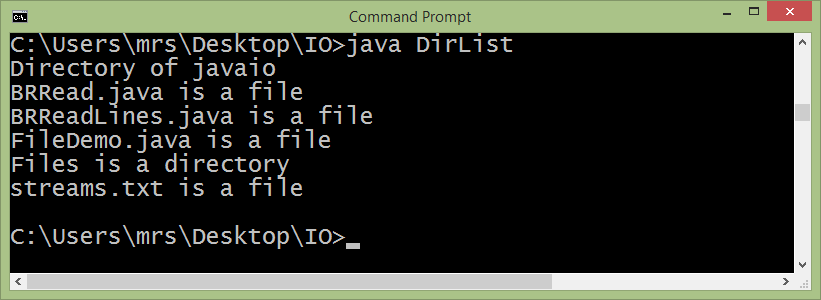 Command Prompt
C:\Users\mrs\Desktop\IO>java DirList
Directory of javaio
BRRead.java is a file
BRReadLines.java is a file
FileDemo.java is a file
Files is a directory
streams.txt is a file
C:\Users\mrs\Desktop\IO>